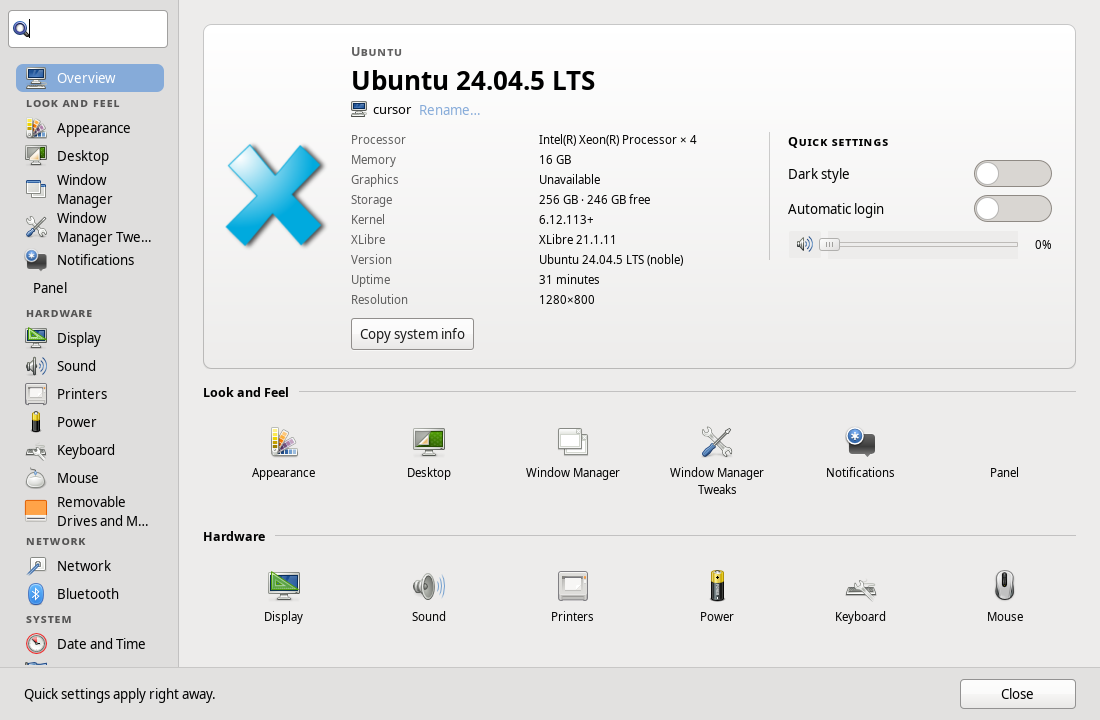 Overview
LOOK AND FEEL
Appearance
Desktop
Window
Manager
Window
Manager Twe...
Notifications
Panel
HARDWARE
Display
Sound
Printers
Power
Keyboard
Mouse
Removable
Drives and M...
NETWORK
Network
Bluetooth
SYSTEM
Date and Time
UBUNTU
Ubuntu 24.04.5 LTS
cursor Rename...
Processor Intel(R) Xeon(R) Processor × 4
Memory 16 GB
Graphics Unavailable
Storage 256 GB · 246 GB free
Kernel 6.12.113+
XLibre XLibre 21.1.11
Version Ubuntu 24.04.5 LTS (noble)
Uptime 31 minutes
Resolution 1280×800
Copy system info
QUICK SETTINGS
Dark style
Automatic login
0%
Look and Feel
Appearance Desktop Window Manager Window Manager Notifications Panel
Tweaks
Hardware
Display Sound Printers Power Keyboard Mouse
Quick settings apply right away.
Close